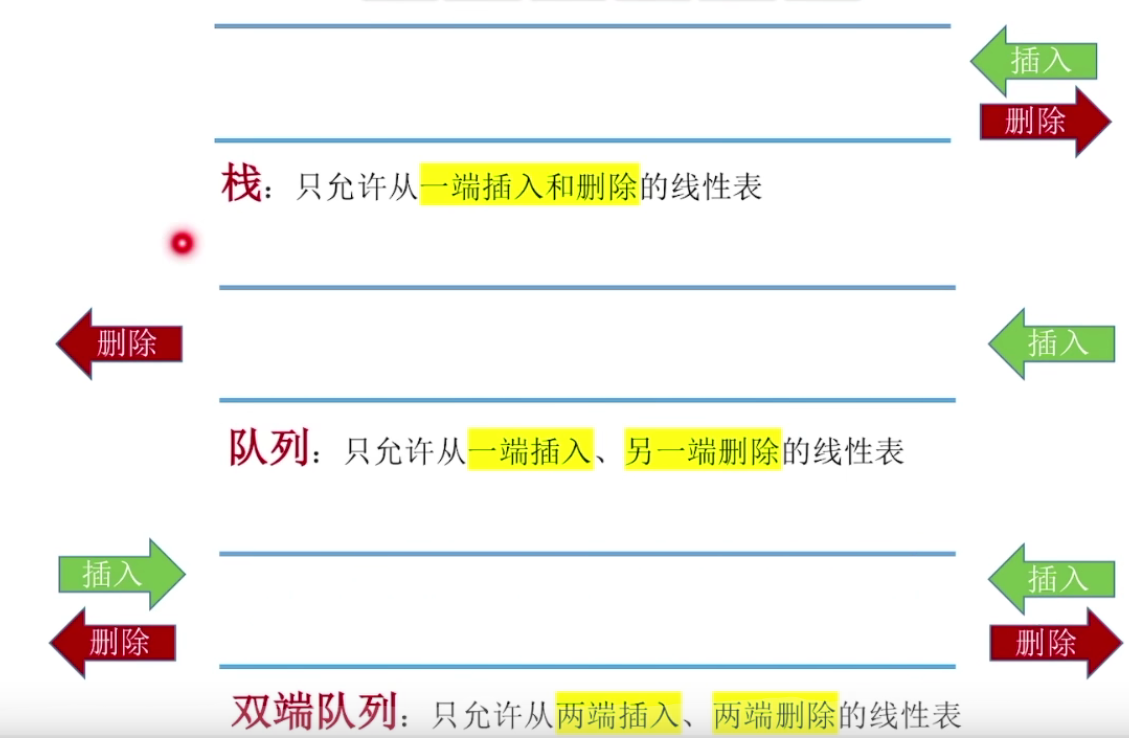 插入
删除
栈：只允许从一端插入和删除的线性表
删除
插入
队列：只允许从一端插入、另一端删除的线性表
插入
插入
删除
删除
双端队列：只允许从两端插入、两端删除的线性表